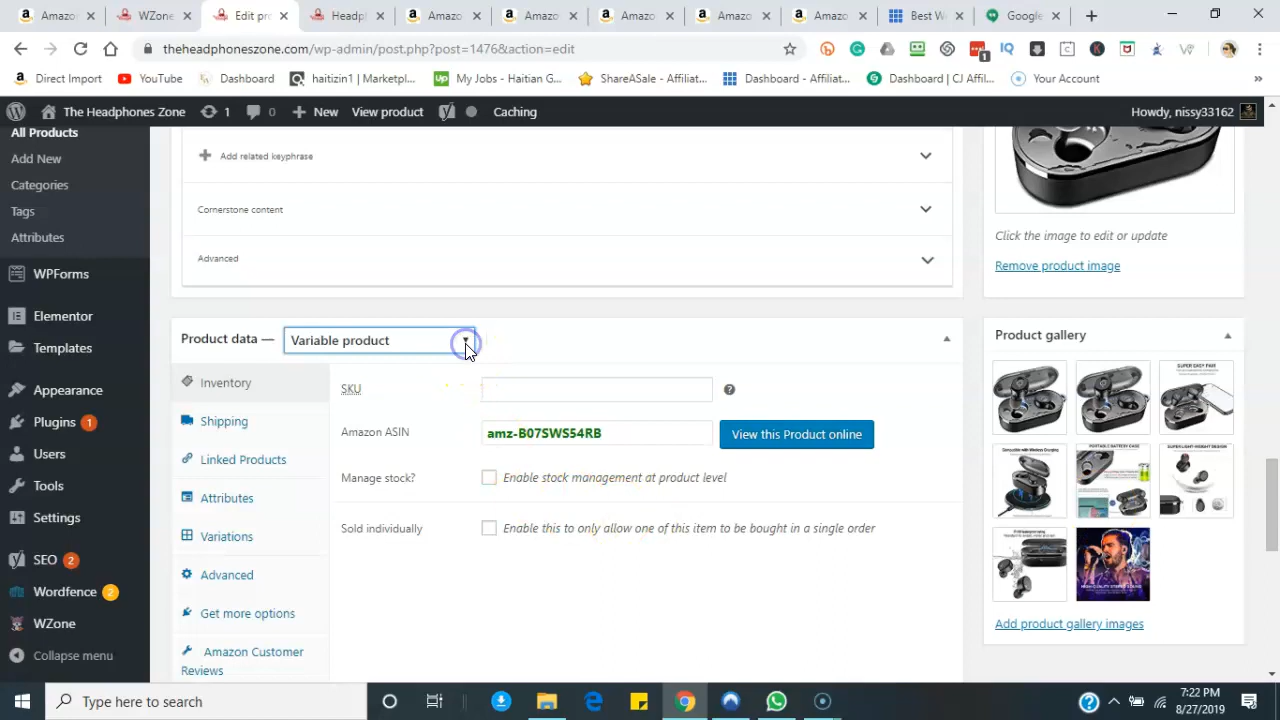 Amazo
WZone
Edit pr
Headpl
Amazo
Amazo
Amazo
Amazo
Amazo
Best W
Google
theheadphoneszone.com/wp-admin/post.php?post=1476&action=edit
1
Direct Import
YouTube
Dashboard
haitizin1 | Marketpl...
My Jobs - Haitian G...
ShareASale - Affiliat...
Dashboard - Affiliat...
Dashboard | CJ Affil...
Your Account
The Headphones Zone
1
0
New
View product
Caching
Howdy, nissy33162
All Products
Add New
Categories
Tags
Attributes
WPForms
Elementor
Templates
Appearance
Plugins 1
Users
Tools
Settings
SEO 2
Wordfence 2
WZone
Collapse menu
Add related keyphrase
Cornerstone content
Advanced
Product data —
Variable product
Inventory
Shipping
Linked Products
Attributes
Variations
Advanced
Get more options
Amazon Customer
Reviews
SKU
Amazon ASIN
amz-B07SWS54RB
View this Product online
Manage stock?
Enable stock management at product level
Sold individually
Enable this to only allow one of this item to be bought in a single order
Click the image to edit or update
Remove product image
Product gallery
Add product gallery images
Type here to search
7:22 PM
8/27/2019